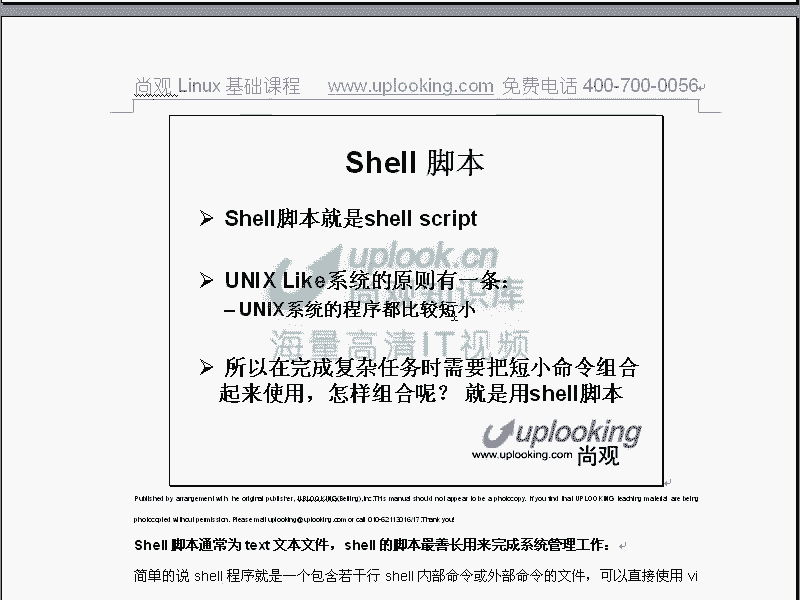 尚观 Linux 基础课程 www.uplooking.com 免费电话 400-700-0056
Shell 脚本
Shell脚本就是shell script
uplook.cn
UNIX Like系统的原则有一条：
尚观知识库
–UNIX系统的程序都比较短小
海量高清IT视频
所以在完成复杂任务时需要把短小命令组合
起来使用，怎样组合呢？ 就是用shell脚本
uplooking
www.uplooking.com 尚观
Published by arrangement with the original publisher, UPLOOKING(Beijing),Inc.This manual should not appear to be a photocopy. If you find that UPLOOKING teaching material are being
photocopied without permission. Please mail uplooking@uplooking.com or call 010-62113016/17.Thank you!
Shell 脚本通常为 text 文本文件，shell 的脚本最善长用来完成系统管理工作：
简单的说 shell 程序就是一个包含若干行 shell 内部命令或外部命令的文件，可以直接使用 vi